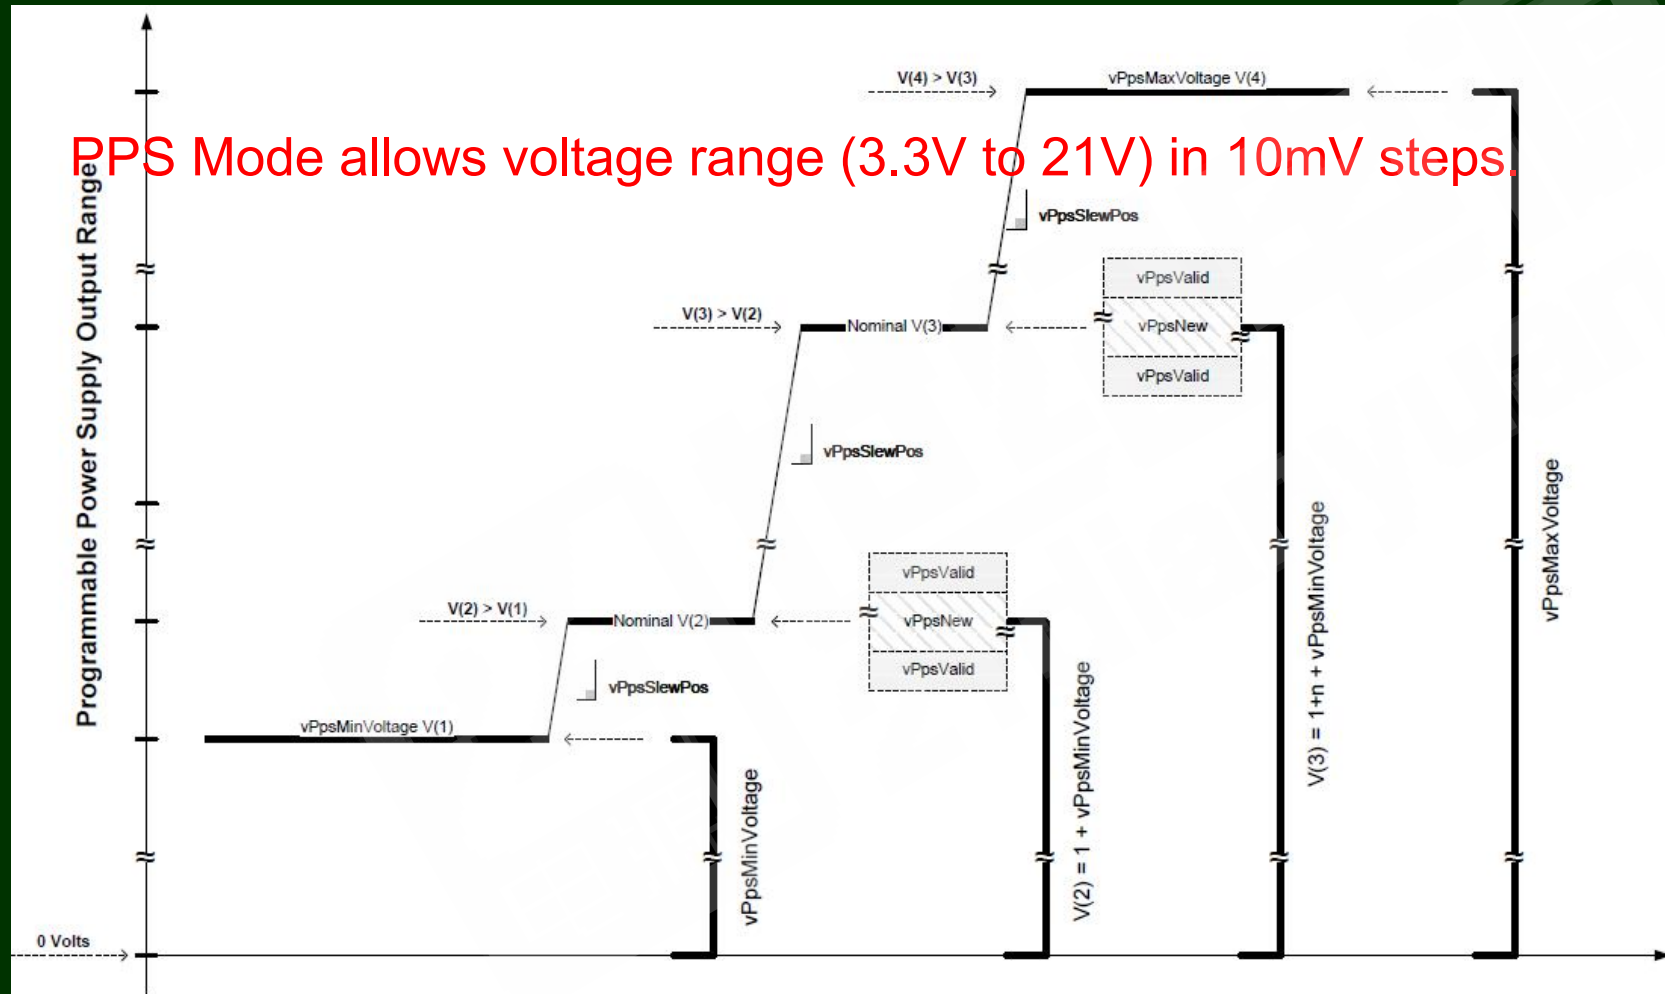 V(4) > V(3)
vPpsMaxVoltage V(4)
PPS Mode allows voltage range (3.3V to 21V) in 10mV steps.
Programmable Power Supply Output Range
vPpsSlewPos
vPpsValid
V(3) > V(2)
Nominal V(3)
vPpsNew
vPpsValid
vPpsSlewPos
vPpsMaxVoltage
V(3) = 1+n + vPpsMinVoltage
vPpsValid
V(2) > V(1)
Nominal V(2)
vPpsNew
vPpsValid
vPpsSlewPos
vPpsMinVoltage V(1)
vPpsMinVoltage
V(2) = 1 + vPpsMinVoltage
0 Volts